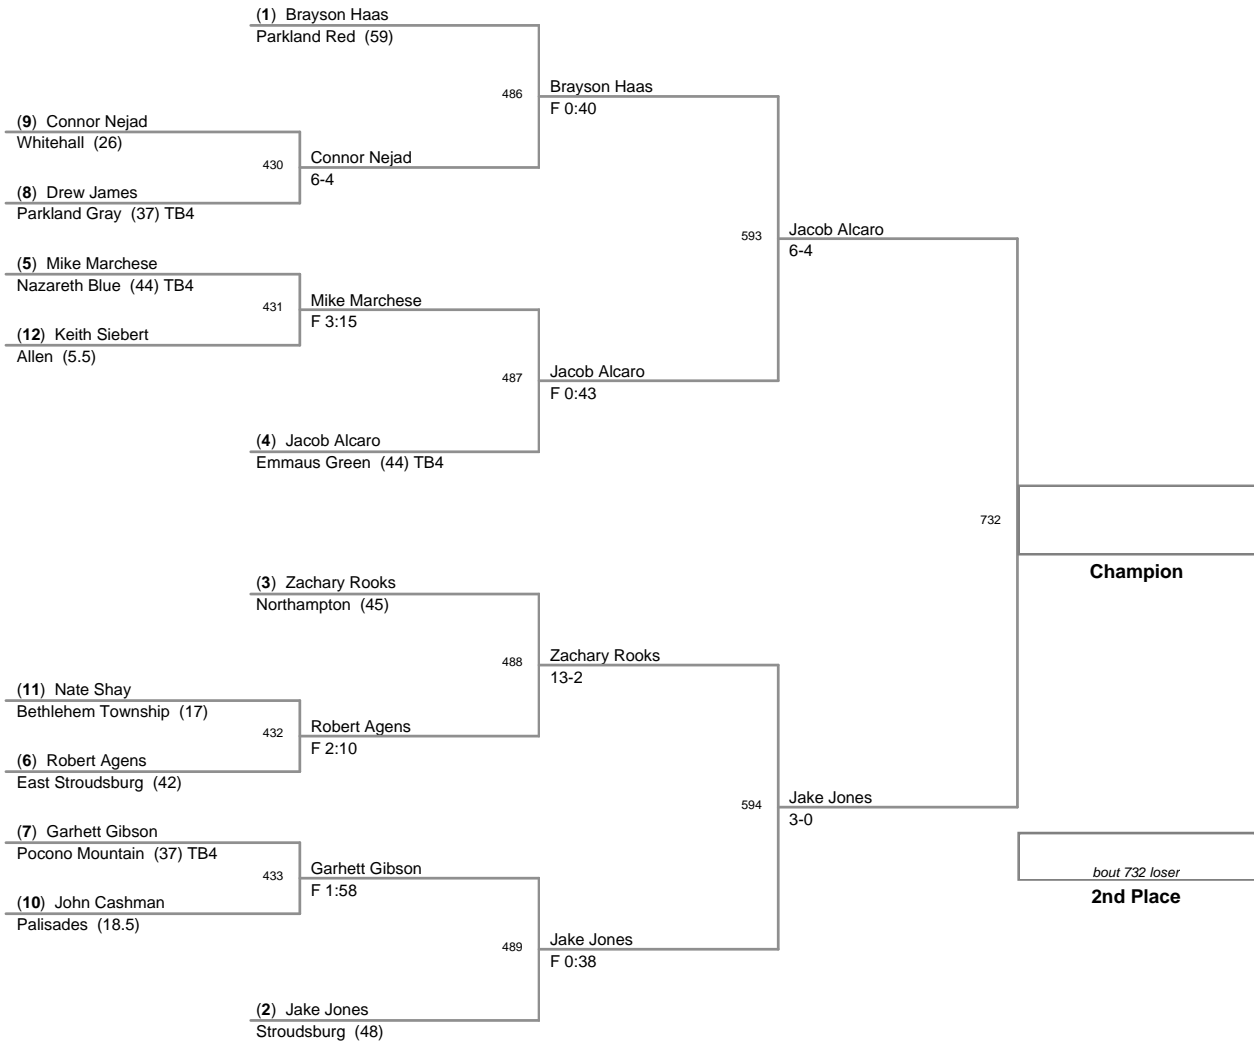 (1) Brayson Haas
Parkland Red (59)
486
Brayson Haas
F 0:40
(9) Connor Nejad
Whitehall (26)
430
Connor Nejad
6-4
(8) Drew James
Parkland Gray (37) TB4
593
Jacob Alcaro
6-4
(5) Mike Marchese
Nazareth Blue (44) TB4
431
Mike Marchese
F 3:15
(12) Keith Siebert
Allen (5.5)
487
Jacob Alcaro
F 0:43
(4) Jacob Alcaro
Emmaus Green (44) TB4
732
Champion
(3) Zachary Rooks
Northampton (45)
488
Zachary Rooks
13-2
(11) Nate Shay
Bethlehem Township (17)
432
Robert Agens
F 2:10
(6) Robert Agens
East Stroudsburg (42)
594
Jake Jones
3-0
(7) Garhett Gibson
Pocono Mountain (37) TB4
433
Garhett Gibson
F 1:58
bout 732 loser
2nd Place
(10) John Cashman
Palisades (18.5)
489
Jake Jones
F 0:38
(2) Jake Jones
Stroudsburg (48)